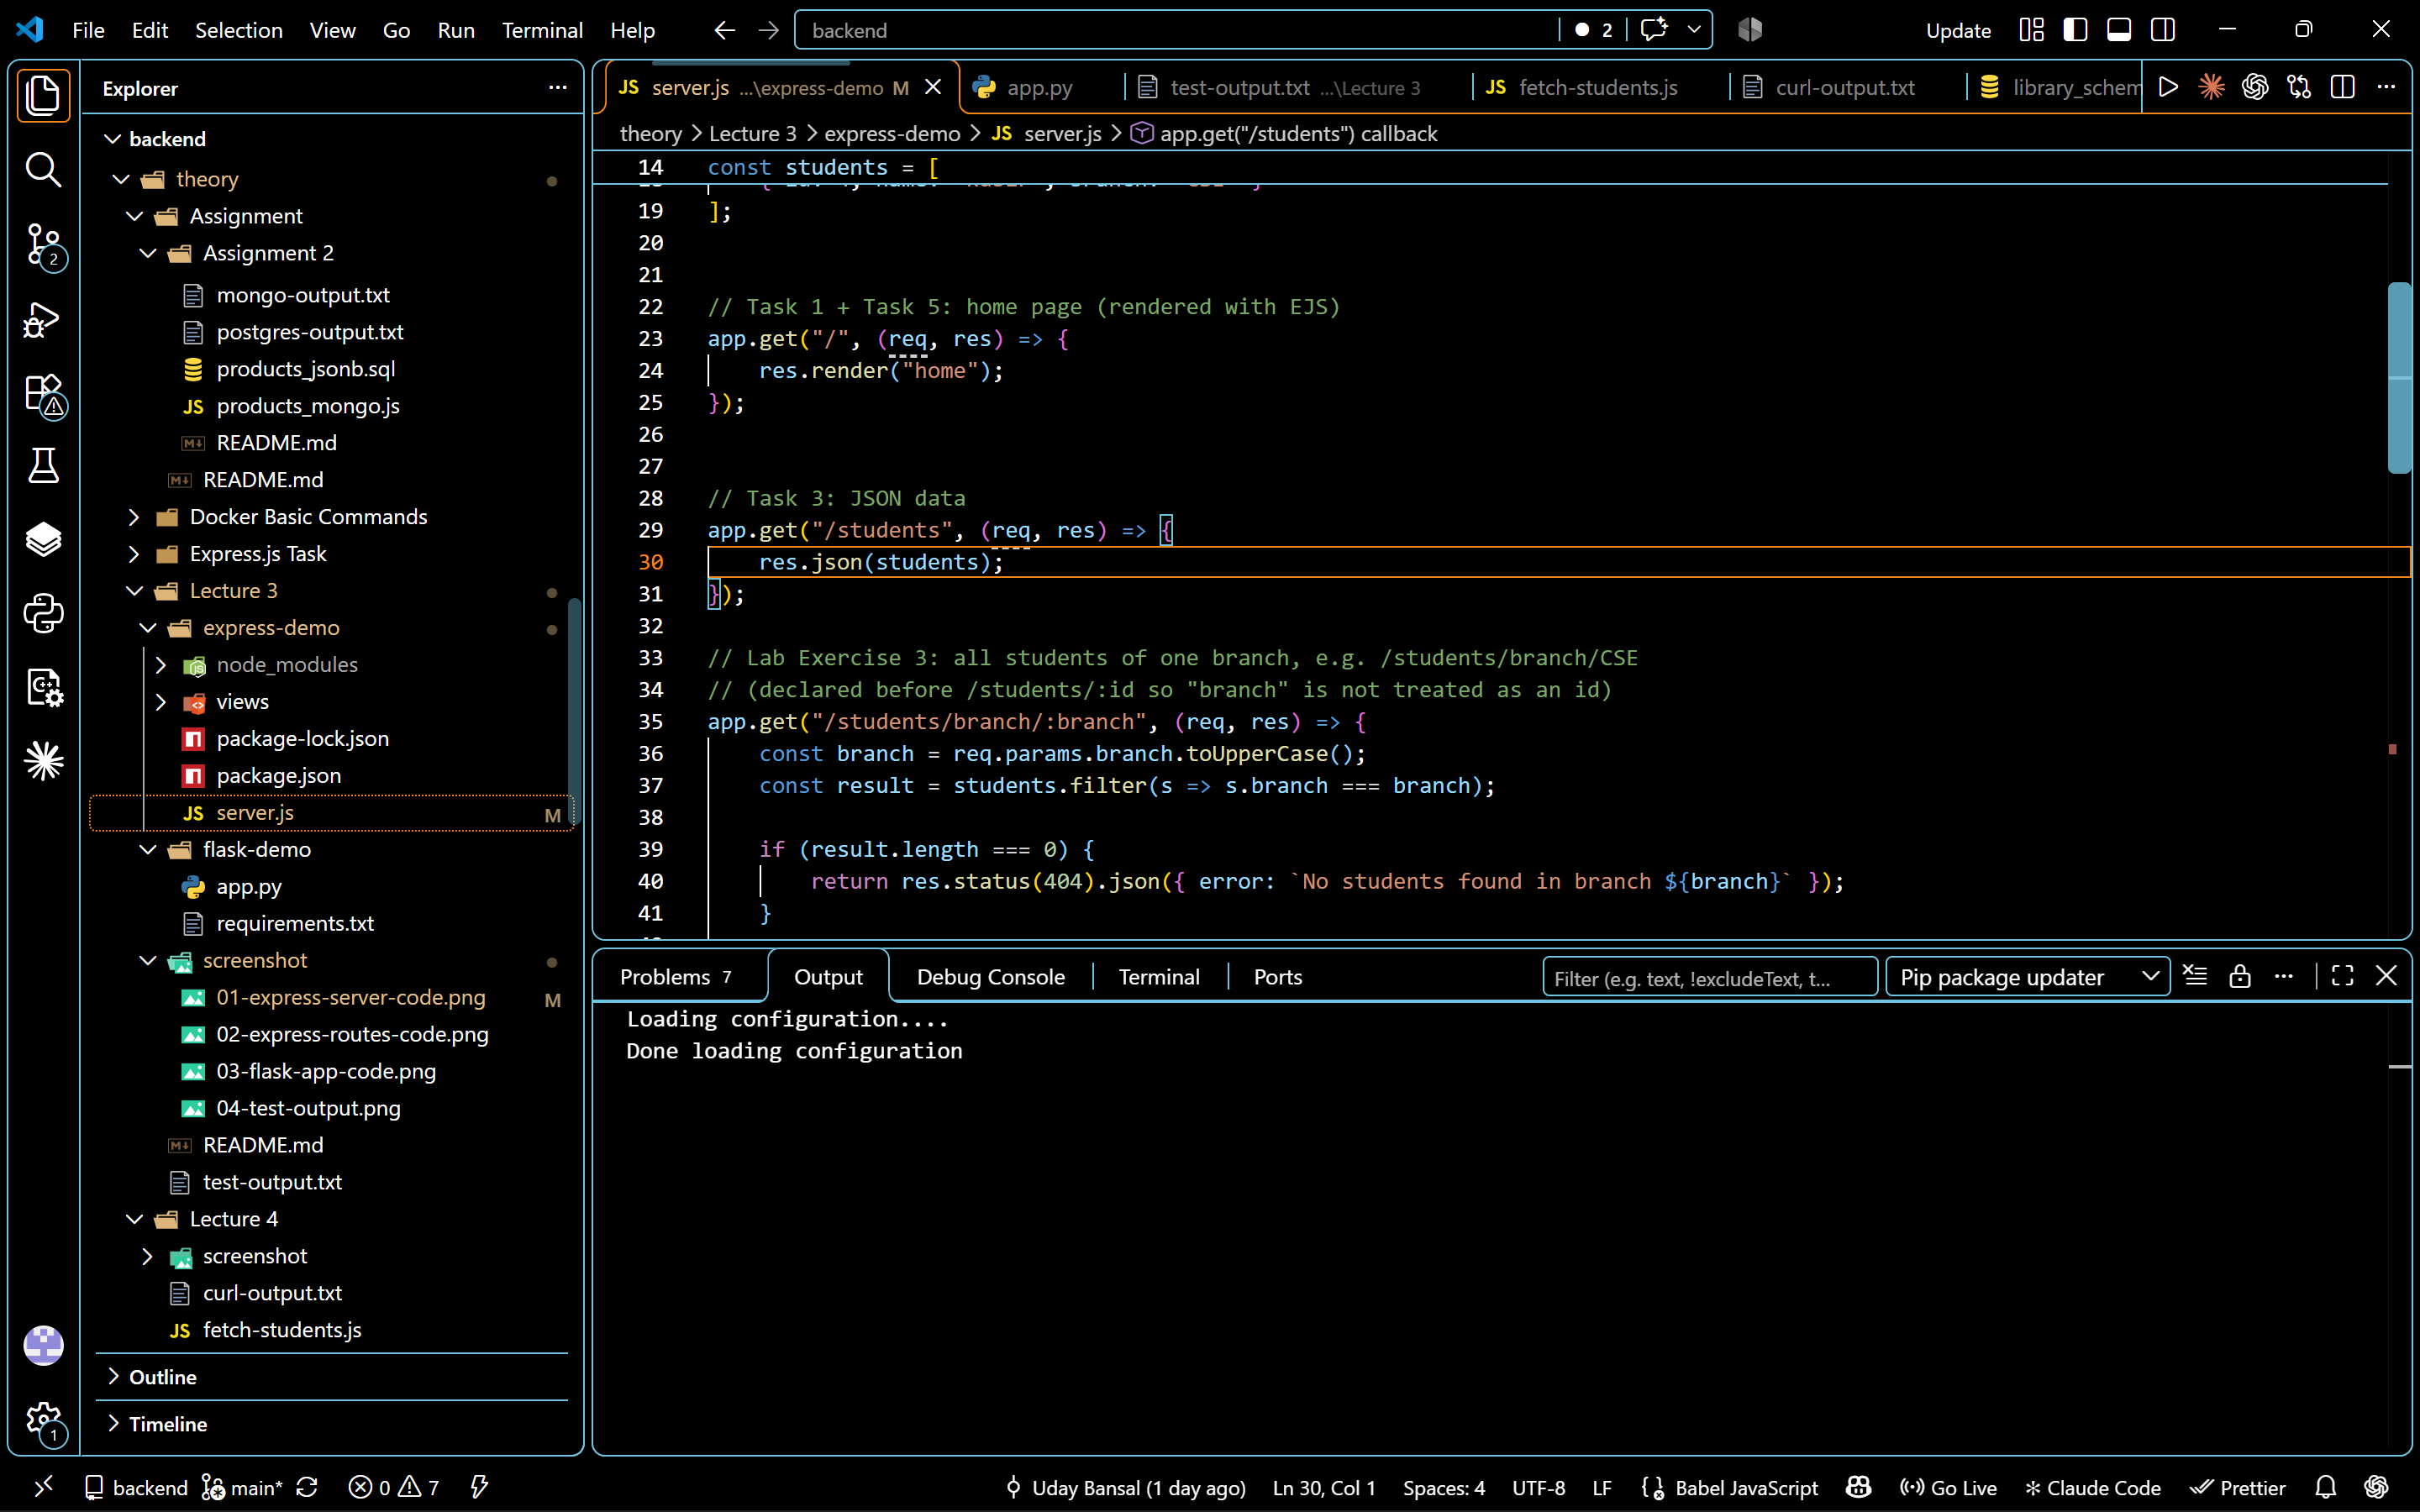 File Edit Selection View Go Run Terminal Help
backend
2
Update
Explorer
backend
theory
Assignment
Assignment 2
mongo-output.txt
postgres-output.txt
products_jsonb.sql
products_mongo.js
README.md
README.md
Docker Basic Commands
Express.js Task
Lecture 3
express-demo
node_modules
views
package-lock.json
package.json
JS server.js M
flask-demo
app.py
requirements.txt
screenshot
01-express-server-code.png M
02-express-routes-code.png
03-flask-app-code.png
04-test-output.png
README.md
test-output.txt
Lecture 4
screenshot
curl-output.txt
JS fetch-students.js
Outline
Timeline
2
1
JS server.js ...\express-demo M app.py test-output.txt ...\Lecture 3 JS fetch-students.js curl-output.txt library_schem
theory > Lecture 3 > express-demo > JS server.js > app.get("/students") callback
14 const students = [
19 ];
20
21
22 // Task 1 + Task 5: home page (rendered with EJS)
23 app.get("/", (req, res) => {
24 res.render("home");
25 });
26
27
28 // Task 3: JSON data
29 app.get("/students", (req, res) => {
30 res.json(students);
31 });
32
33 // Lab Exercise 3: all students of one branch, e.g. /students/branch/CSE
34 // (declared before /students/:id so "branch" is not treated as an id)
35 app.get("/students/branch/:branch", (req, res) => {
36 const branch = req.params.branch.toUpperCase();
37 const result = students.filter(s => s.branch === branch);
38
39 if (result.length === 0) {
40 return res.status(404).json({ error: `No students found in branch ${branch}` });
41 }
Problems 7 Output Debug Console Terminal Ports
Filter (e.g. text, !excludeText, t...
Pip package updater
Loading configuration....
Done loading configuration
backend main* 0 7
Uday Bansal (1 day ago) Ln 30, Col 1 Spaces: 4 UTF-8 LF Babel JavaScript Go Live Claude Code Prettier